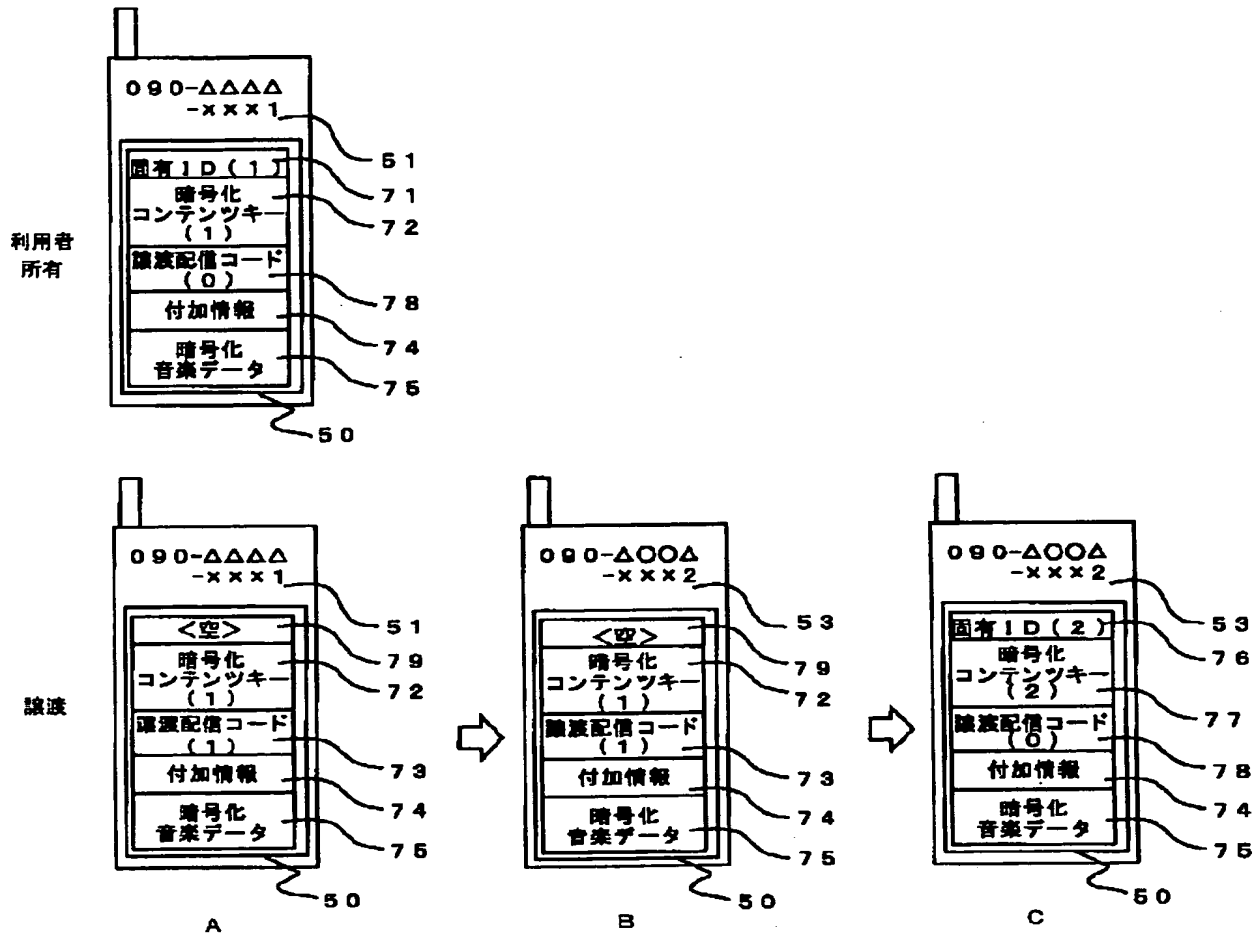 090-△△△△
-×××1
51
固有ID(1)
71
暗号化
コンテンツキー
(1)
72
利用者
所有
譲渡配信コード
(0)
78
付加情報
74
暗号化
音楽データ
75
50
譲渡
090-△△△△
-×××1
51
<空>
79
暗号化
コンテンツキー
(1)
72
譲渡配信コード
(1)
73
付加情報
74
暗号化
音楽データ
75
50
A
090-△○○△
-×××2
53
<空>
79
暗号化
コンテンツキー
(1)
72
譲渡配信コード
(1)
73
付加情報
74
暗号化
音楽データ
75
50
B
090-△○○△
-×××2
53
固有ID(2)
76
暗号化
コンテンツキー
(2)
77
譲渡配信コード
(0)
78
付加情報
74
暗号化
音楽データ
75
50
C